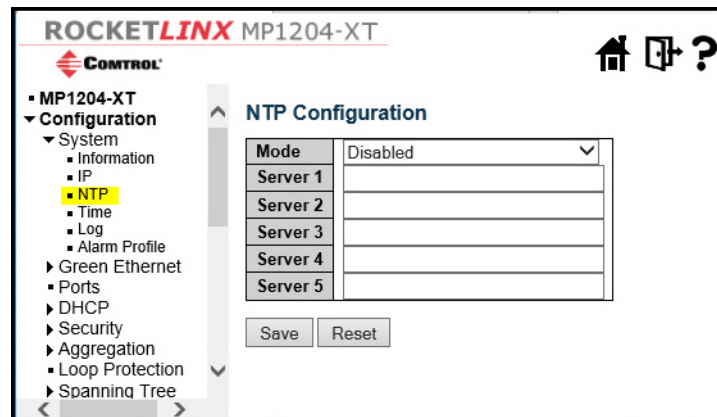 ROCKETLINX MP1204-XT
COMTROL
MP1204-XT
Configuration
System
Information
IP
NTP
Time
Log
Alarm Profile
Green Ethernet
Ports
DHCP
Security
Aggregation
Loop Protection
Spanning Tree
NTP Configuration
Mode Disabled
Server 1
Server 2
Server 3
Server 4
Server 5
Save Reset